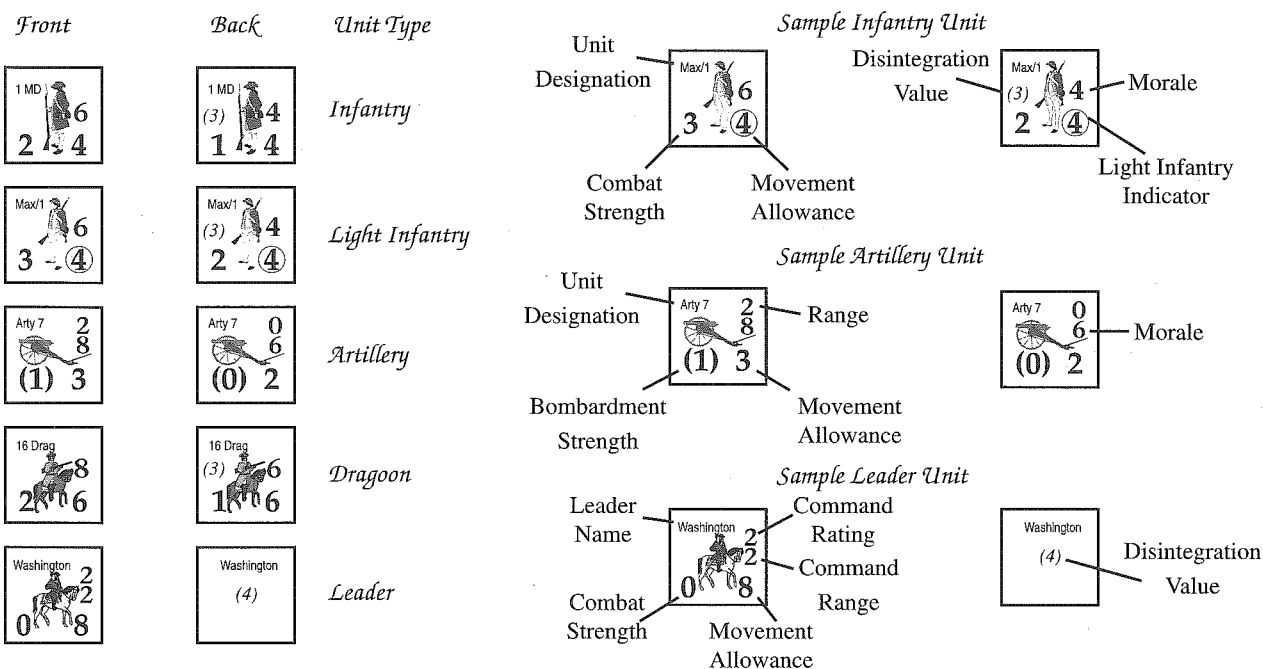 Front
Back
Unit Type
1 MD
6
2 4
1 MD
(3) 4
1 4
Infantry
Max/1
6
3 4
Max/1
(3) 4
2 4
Light Infantry
Arty 7 2
8
(1) 3
Arty 7 0
6
(0) 2
Artillery
16 Drag
8
2 6
16 Drag
(3) 6
1 6
Dragoon
Washington
2
2
0 8
Washington
(4)
Leader
Sample Infantry Unit
Unit
Designation
Max/1
6
3 4
Combat
Strength
Movement
Allowance
Disintegration
Value
Max/1
(3) 4
2 4
Morale
Light Infantry
Indicator
Sample Artillery Unit
Unit
Designation
Arty 7 2
8
(1) 3
Range
Bombardment
Strength
Movement
Allowance
0
Arty 7
6
(0) 2
Morale
Sample Leader Unit
Leader
Name
Washington
2
2
0 8
Command
Rating
Command
Range
Combat
Strength
Movement
Allowance
Washington
(4)
Disintegration
Value